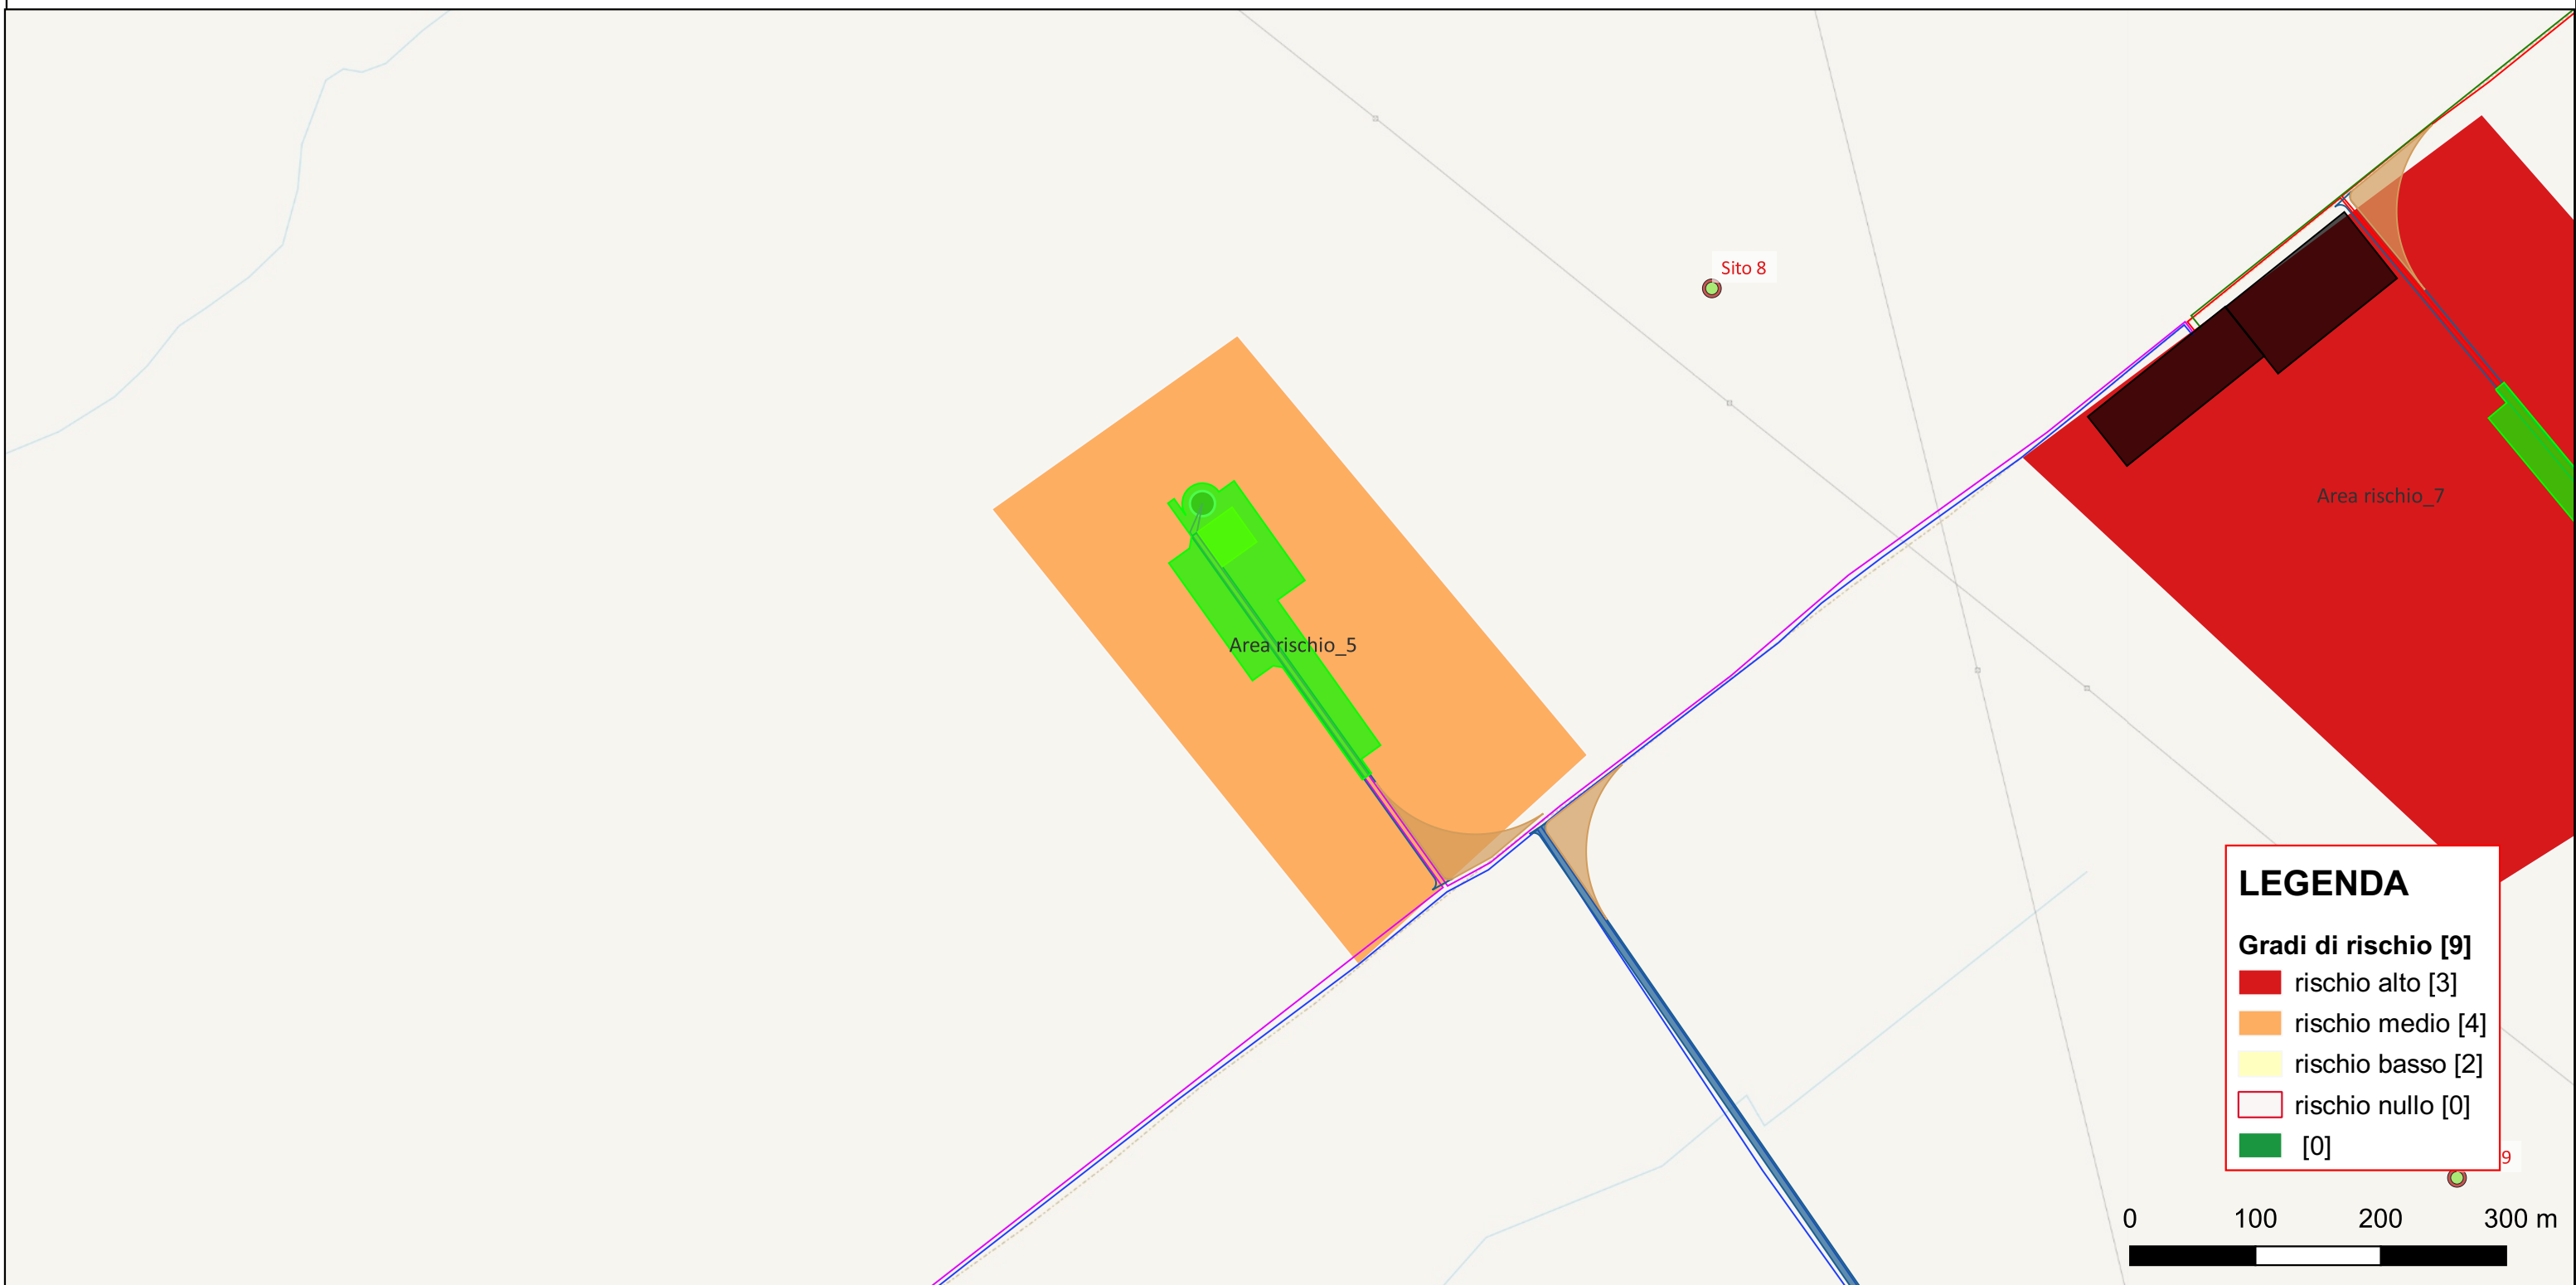 Sito 8
Area rischio_7
Area rischio_5
LEGENDA
Gradi di rischio [9]
rischio alto [3]
rischio medio [4]
rischio basso [2]
rischio nullo [0]
[0]
9
0 100 200 300 m